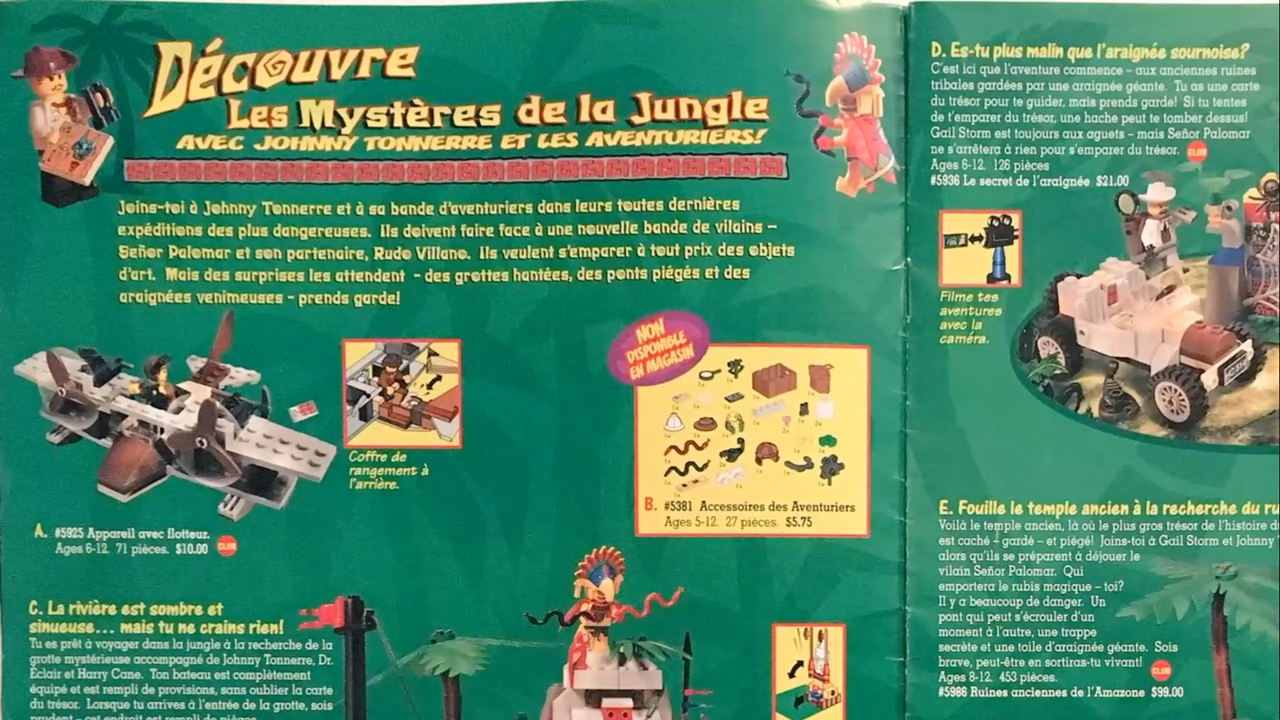 Découvre
Les Mystères de la Jungle
AVEC JOHNNY TONNERRE ET LES AVENTURIERS!
Joins-toi à Johnny Tonnerre et à sa bande d'aventuriers dans leurs toutes dernières
expéditions des plus dangereuses. Ils doivent faire face à une nouvelle bande de vilains –
Señor Palomar et son partenaire, Rudo Villano. Ils veulent s'emparer à tout prix des objets
d'art. Mais des surprises les attendent - des grottes hantées, des ponts piégés et des
araignées venimeuses - prends garde!
Coffre de
rangement à
l'arrière.
A. #5925 Appareil avec flotteur.
Ages 6-12. 71 pièces. $10.00
CLUB
NON
DISPONIBLE
EN MAGASIN
B. #5381 Accessoires des Aventuriers
Ages 5-12. 27 pièces. $5.75
C. La rivière est sombre et
sinueuse... mais tu ne crains rien!
Tu es prêt à voyager dans la jungle à la recherche de la
grotte mystérieuse accompagné de Johnny Tonnerre, Dr.
Éclair et Harry Cane. Ton bateau est complètement
équipé et est rempli de provisions, sans oublier la carte
du trésor. Lorsque tu arrives à l'entrée de la grotte, sois
prudent – cet endroit est rempli de pièges
D. Es-tu plus malin que l'araignée sournoise?
C'est ici que l'aventure commence – aux anciennes ruines
tribales gardées par une araignée géante. Tu as une carte
du trésor pour te guider, mais prends garde! Si tu tentes
de t'emparer du trésor, une hache peut te tomber dessus!
Gail Storm est toujours aux aguets – mais Señor Palomar
ne s'arrêtera à rien pour s'emparer du trésor.
CLUB
Ages 6-12. 126 pièces
#5936 Le secret de l'araignée $21.00
Filme tes
aventures
avec la
caméra.
E. Fouille le temple ancien à la recherche du ru
Voilà le temple ancien, là où le plus gros trésor de l'histoire d
est caché – gardé – et piégé! Joins-toi à Gail Storm et Johnny
alors qu'ils se préparent à déjouer le
vilain Señor Palomar. Qui
emportera le rubis magique – toi?
Il y a beaucoup de danger. Un
pont qui peut s'écrouler d'un
moment à l'autre, une trappe
secrète et une toile d'araignée géante. Sois
brave, peut-être en sortiras-tu vivant!
CLUB
Ages 8-12. 453 pièces.
#5986 Ruines anciennes de l'Amazone $99.00